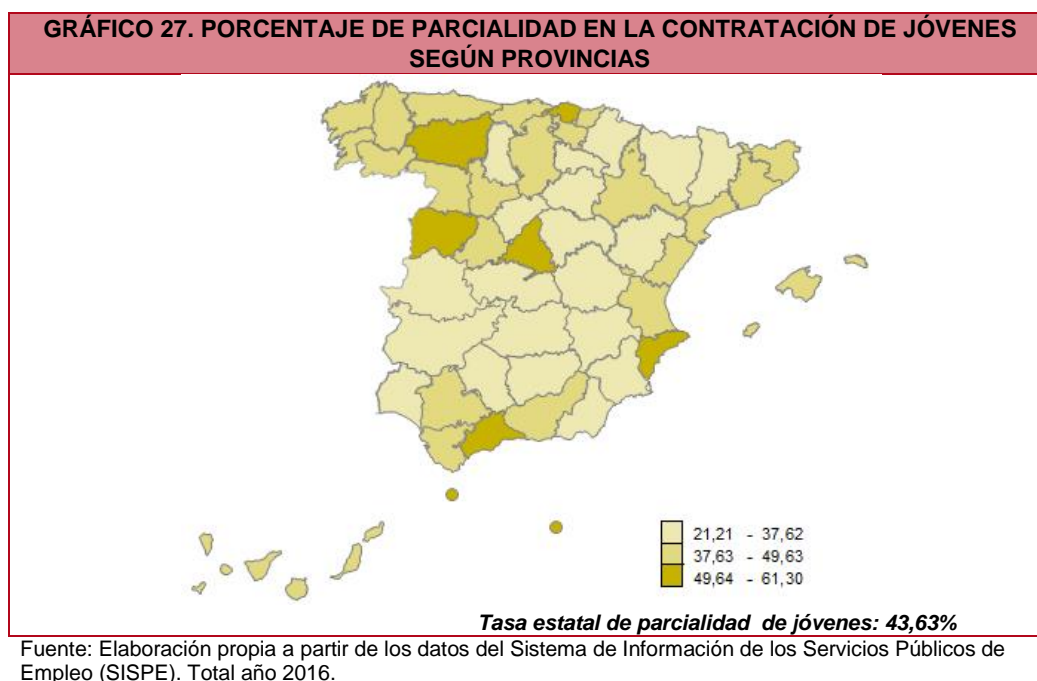 GRÁFICO 27. PORCENTAJE DE PARCIALIDAD EN LA CONTRATACIÓN DE JÓVENES
SEGÚN PROVINCIAS
21,21 - 37,62
37,63 - 49,63
49,64 - 61,30
Tasa estatal de parcialidad de jóvenes: 43,63%
Fuente: Elaboración propia a partir de los datos del Sistema de Información de los Servicios Públicos de
Empleo (SISPE). Total año 2016.